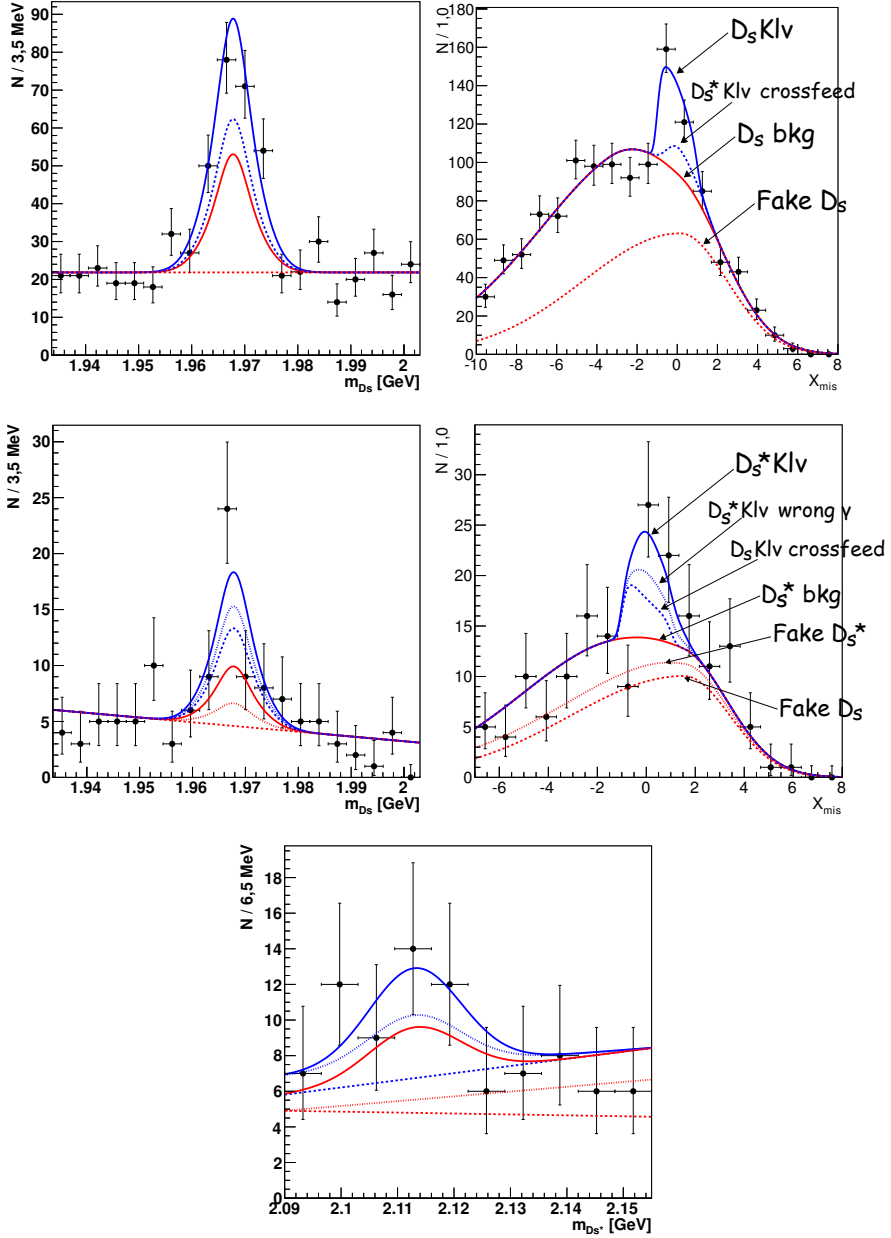 N / 3,5 MeV
90
80
70
60
50
40
30
20
10
0
1.94 1.95 1.96 1.97 1.98 1.99 2
m_Ds [GeV]
N / 1,0
180
160
140
120
100
80
60
40
20
0
-10 -8 -6 -4 -2 0 2 4 6 8
X_mis
DₛKlν
Dₛ*Klν crossfeed
Dₛ bkg
Fake Dₛ
N / 3,5 MeV
30
25
20
15
10
5
0
1.94 1.95 1.96 1.97 1.98 1.99 2
m_Ds [GeV]
N / 1,0
35
30
25
20
15
10
5
0
-6 -4 -2 0 2 4 6 8
X_mis
Dₛ*Klν
Dₛ*Klν wrong γ
DₛKlν crossfeed
Dₛ* bkg
Fake Dₛ*
Fake Dₛ
N / 6,5 MeV
18
16
14
12
10
8
6
4
2
0
2.09 2.1 2.11 2.12 2.13 2.14 2.15
m_Ds* [GeV]